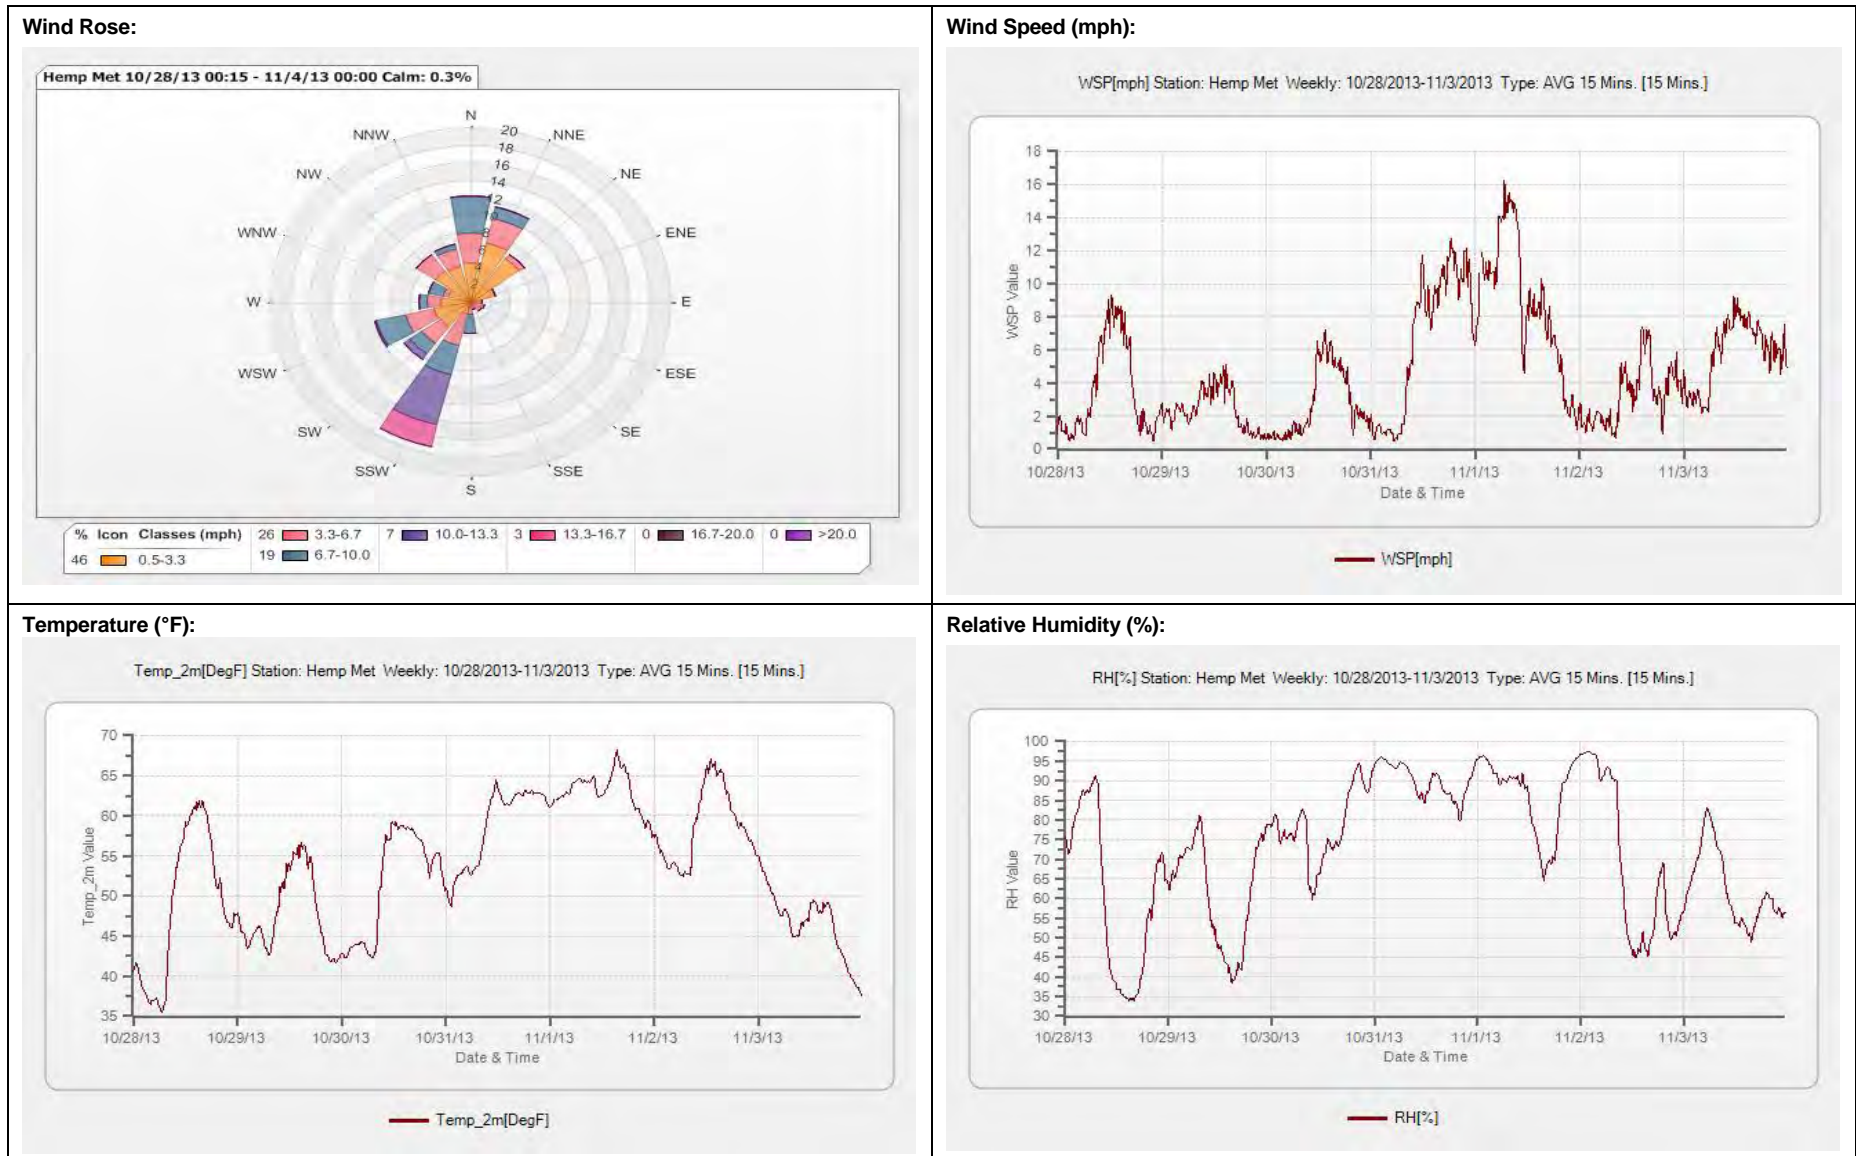 Wind Rose:
Hemp Met 10/28/13 00:15 - 11/4/13 00:00 Calm: 0.3%
N
NNE
NE
ENE
E
ESE
SE
SSE
S
SSW
SW
WSW
W
WNW
NW
NNW
20
18
16
14
12
10
8
6
4
2
% Icon Classes (mph)
46 0.5-3.3
26 3.3-6.7
19 6.7-10.0
7 10.0-13.3
3 13.3-16.7
0 16.7-20.0
0 >20.0
Wind Speed (mph):
WSP[mph] Station: Hemp Met Weekly: 10/28/2013-11/3/2013 Type: AVG 15 Mins. [15 Mins.]
WSP Value
18
16
14
12
10
8
6
4
2
0
10/28/13 10/29/13 10/30/13 10/31/13 11/1/13 11/2/13 11/3/13
Date & Time
WSP[mph]
Temperature (°F):
Temp_2m[DegF] Station: Hemp Met Weekly: 10/28/2013-11/3/2013 Type: AVG 15 Mins. [15 Mins.]
Temp_2m Value
70
65
60
55
50
45
40
35
10/28/13 10/29/13 10/30/13 10/31/13 11/1/13 11/2/13 11/3/13
Date & Time
Temp_2m[DegF]
Relative Humidity (%):
RH[%] Station: Hemp Met Weekly: 10/28/2013-11/3/2013 Type: AVG 15 Mins. [15 Mins.]
RH Value
100
95
90
85
80
75
70
65
60
55
50
45
40
35
30
10/28/13 10/29/13 10/30/13 10/31/13 11/1/13 11/2/13 11/3/13
Date & Time
RH[%]